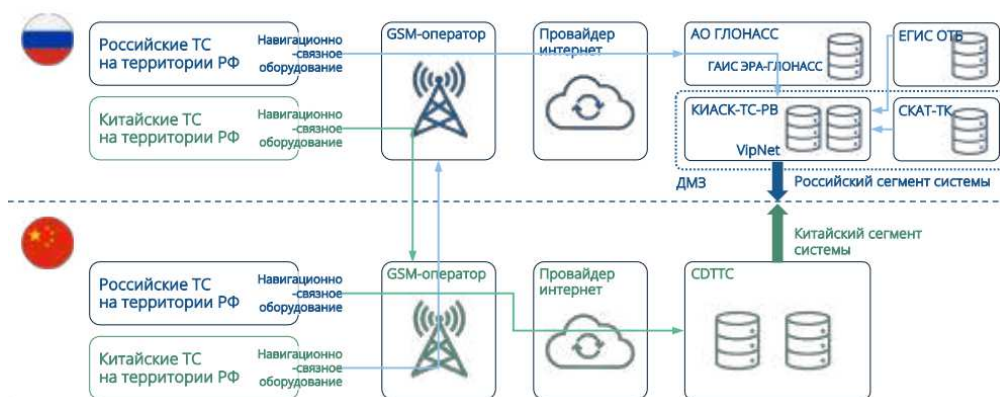 Российские ТС
на территории РФ
Навигационно
-связное
оборудование
GSM-оператор
Провайдер
интернет
АО ГЛОНАСС
ГАИС ЭРА-ГЛОНАСС
ЕГИС ОТБ
Китайские ТС
на территории РФ
Навигационно
-связное
оборудование
КИАСК-ТС-РВ
VipNet
СКАТ-ТК
ДМЗ
Российский сегмент системы
Китайский сегмент
системы
Российские ТС
на территории РФ
Навигационно
-связное
оборудование
GSM-оператор
Провайдер
интернет
CDTTC
Китайские ТС
на территории РФ
Навигационно
-связное
оборудование